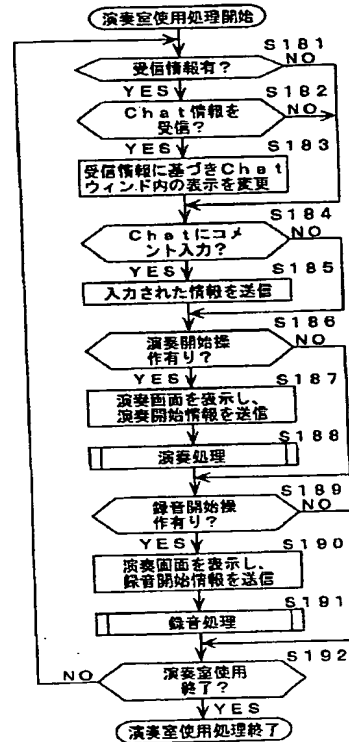 演奏室使用処理開始
S181
受信情報有?
NO
YES
S182
Chat情報を
受信?
NO
YES
S183
受信情報に基づきChat
ウィンド内の表示を変更
S184
Chatにコメ
ント入力?
NO
YES
S185
入力された情報を送信
S186
演奏開始操
作有り?
NO
YES
S187
演奏画面を表示し、
演奏開始情報を送信
S188
演奏処理
S189
録音開始操
作有り?
NO
YES
S190
演奏画面を表示し、
録音開始情報を送信
S191
録音処理
S192
演奏室使用
終了?
NO
YES
演奏室使用処理終了